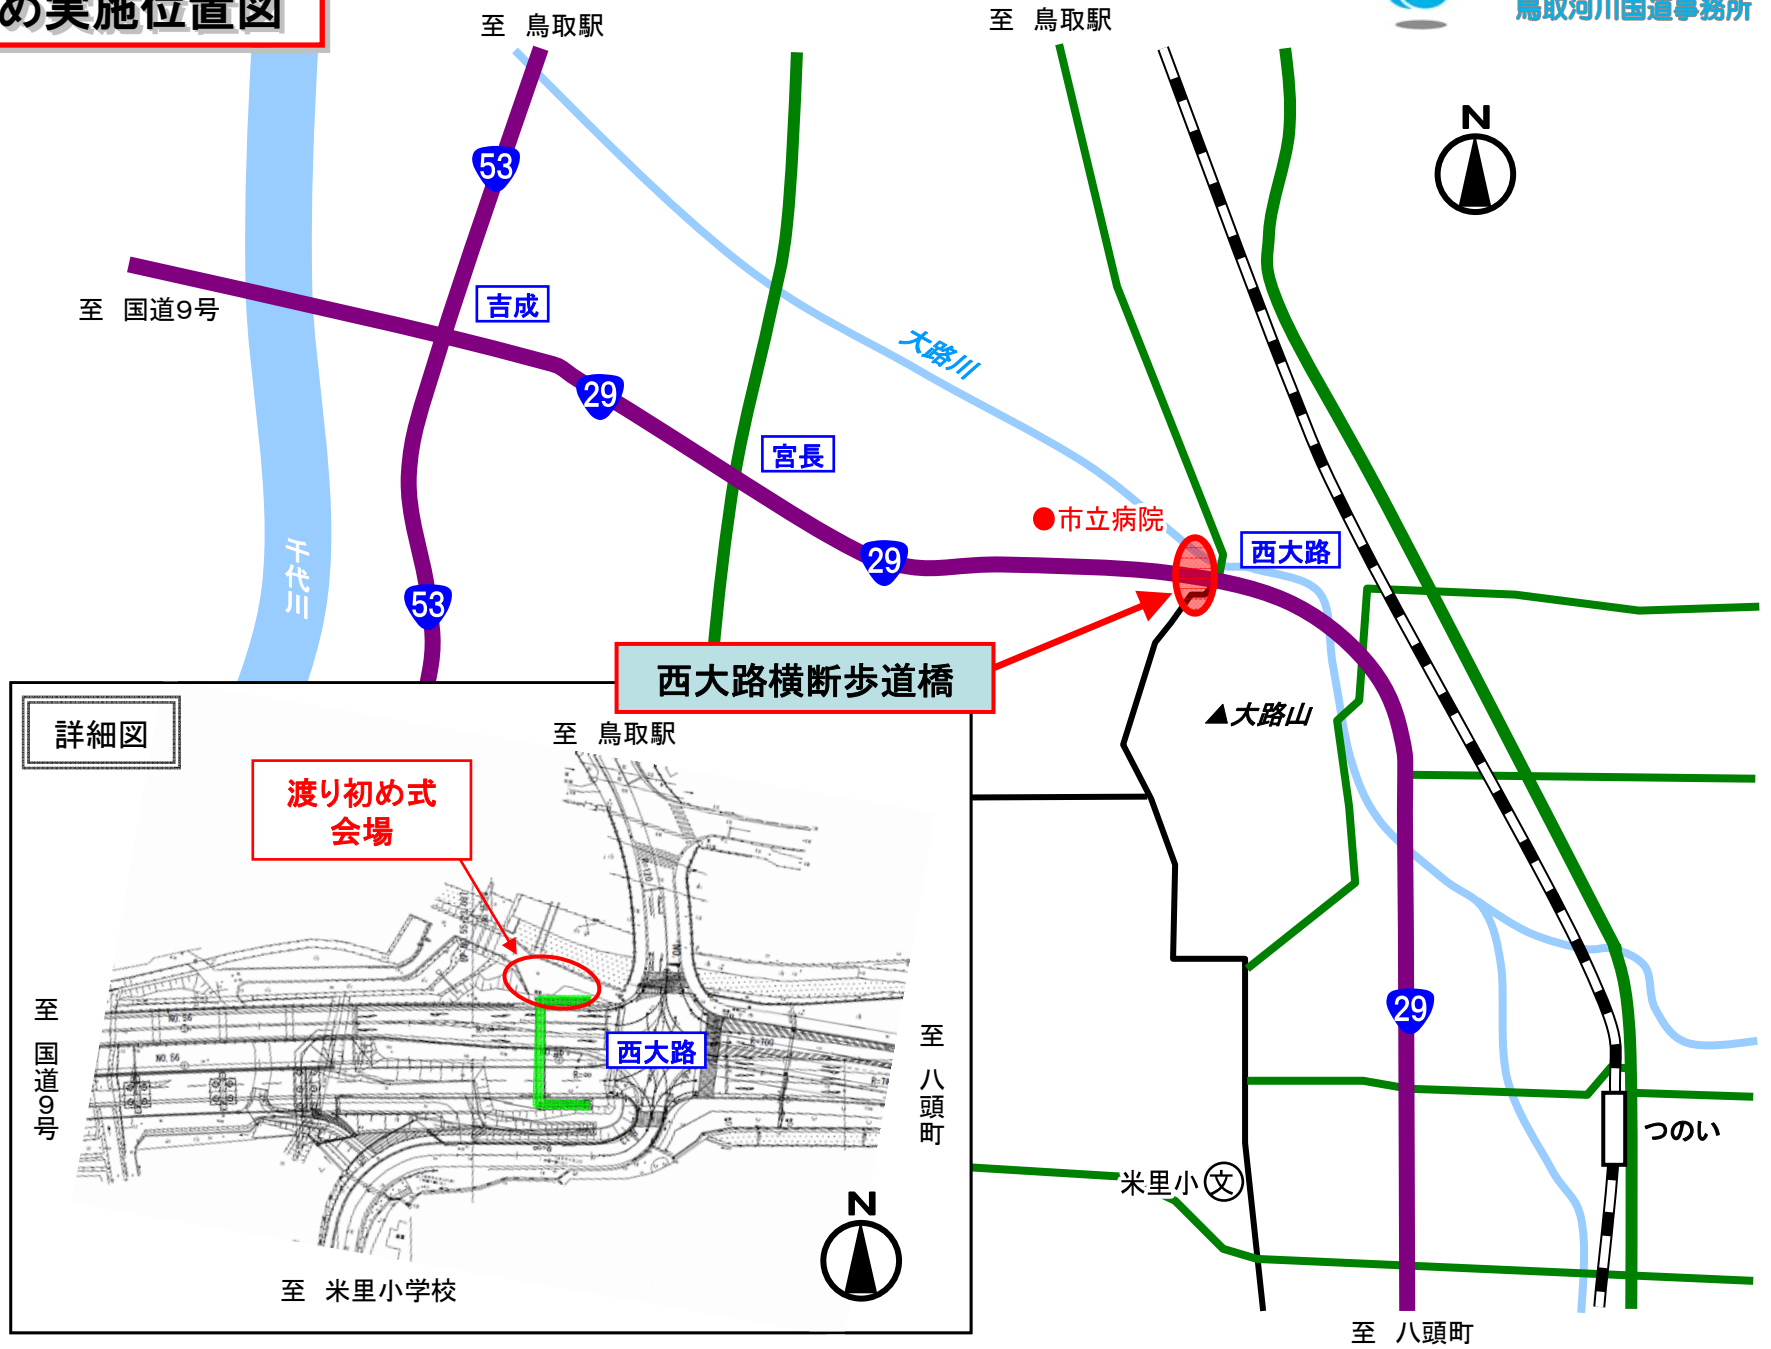 め実施位置図
鳥取河川国道事務所
至　鳥取駅
至　鳥取駅
N
53
至　国道9号
吉成
大路川
29
宮長
市立病院
西大路
29
千代川
53
西大路横断歩道橋
▲大路山
詳細図
至　鳥取駅
渡り初め式
会場
NO.56
NO.56
西大路
R=700
至　国道9号
至　八頭町
29
つのい
米里小
文
N
至　米里小学校
至　八頭町